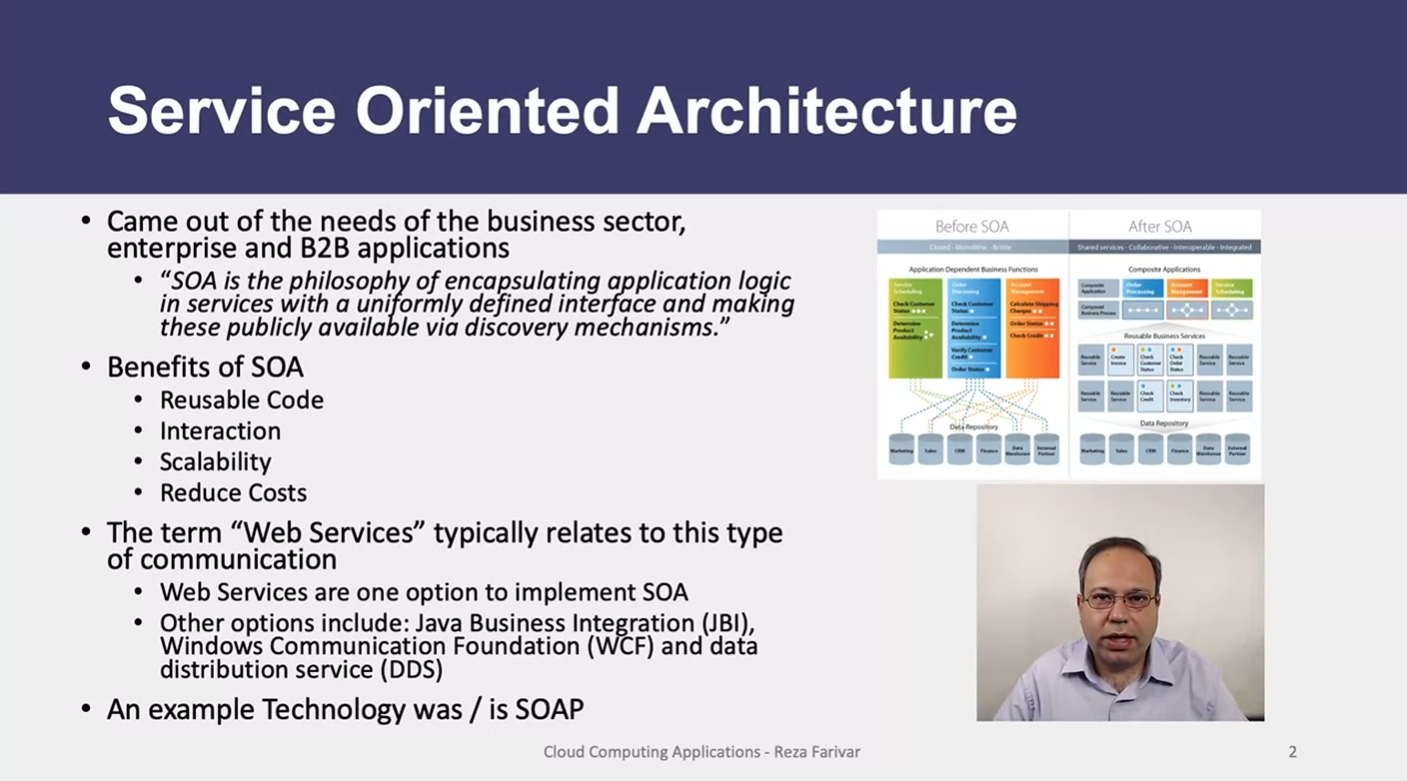 Service Oriented Architecture
• Came out of the needs of the business sector,
enterprise and B2B applications
• “SOA is the philosophy of encapsulating application logic
in services with a uniformly defined interface and making
these publicly available via discovery mechanisms.”
• Benefits of SOA
• Reusable Code
• Interaction
• Scalability
• Reduce Costs
• The term “Web Services” typically relates to this type
of communication
• Web Services are one option to implement SOA
• Other options include: Java Business Integration (JBI),
Windows Communication Foundation (WCF) and data
distribution service (DDS)
• An example Technology was / is SOAP
Before SOA
Closed - Monolithic - Brittle
Application Dependent Business Functions
Service
Scheduling
Check Customer
Status
Determine
Product
Availability
Order
Processing
Check Customer
Status
Determine
Product
Availability
Verify Customer
Credit
Order Status
Account
Management
Calculate Shipping
Charges
Order Status
Check Credit
Data Repository
Marketing
Sales
CRM
Finance
Data
Warehouse
External
Partner
After SOA
Shared services - Collaborative - Interoperable - Integrated
Composite Applications
Composite
Application
Order
Processing
Account
Management
Service
Scheduling
Composed
Business Process
Reusable Business Services
Reusable
Service
Create
Invoice
Check
Customer
Status
Check
Order
Status
Reusable
Service
Reusable
Service
Reusable
Service
Reusable
Service
Check
Credit
Check
Inventory
Reusable
Service
Reusable
Service
Data Repository
Marketing
Sales
CRM
Finance
Data
Warehouse
External
Partner
Cloud Computing Applications - Reza Farivar
2